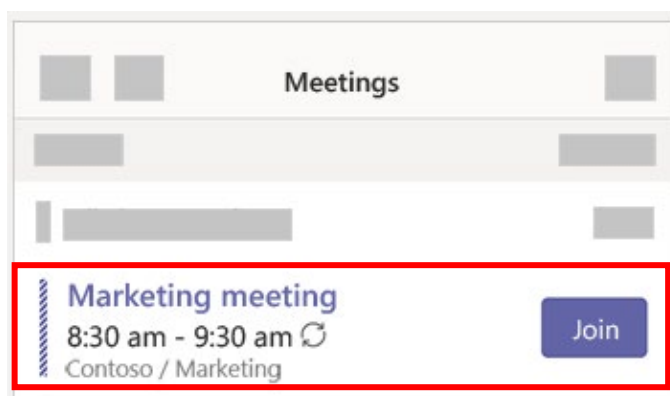 Meetings
Marketing meeting
8:30 am - 9:30 am
Join
Contoso / Marketing